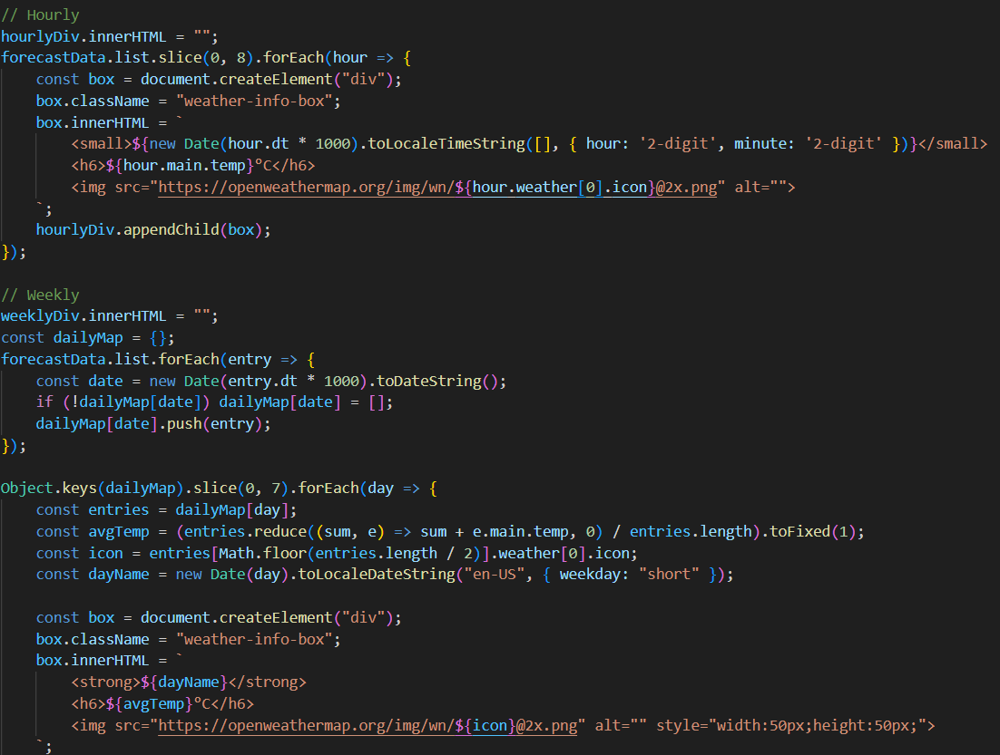 // Hourly
hourlyDiv.innerHTML = "";
forecastData.list.slice(0, 8).forEach(hour => {
    const box = document.createElement("div");
    box.className = "weather-info-box";
    box.innerHTML = `
        <small>${new Date(hour.dt * 1000).toLocaleTimeString([], { hour: '2-digit', minute: '2-digit' })}</small>
        <h6>${hour.main.temp}°C</h6>
        <img src="https://openweathermap.org/img/wn/${hour.weather[0].icon}@2x.png" alt="">
    `;
    hourlyDiv.appendChild(box);
});

// Weekly
weeklyDiv.innerHTML = "";
const dailyMap = {};
forecastData.list.forEach(entry => {
    const date = new Date(entry.dt * 1000).toDateString();
    if (!dailyMap[date]) dailyMap[date] = [];
    dailyMap[date].push(entry);
});

Object.keys(dailyMap).slice(0, 7).forEach(day => {
    const entries = dailyMap[day];
    const avgTemp = (entries.reduce((sum, e) => sum + e.main.temp, 0) / entries.length).toFixed(1);
    const icon = entries[Math.floor(entries.length / 2)].weather[0].icon;
    const dayName = new Date(day).toLocaleDateString("en-US", { weekday: "short" });

    const box = document.createElement("div");
    box.className = "weather-info-box";
    box.innerHTML = `
        <strong>${dayName}</strong>
        <h6>${avgTemp}°C</h6>
        <img src="https://openweathermap.org/img/wn/${icon}@2x.png" alt="" style="width:50px;height:50px;">
    `;